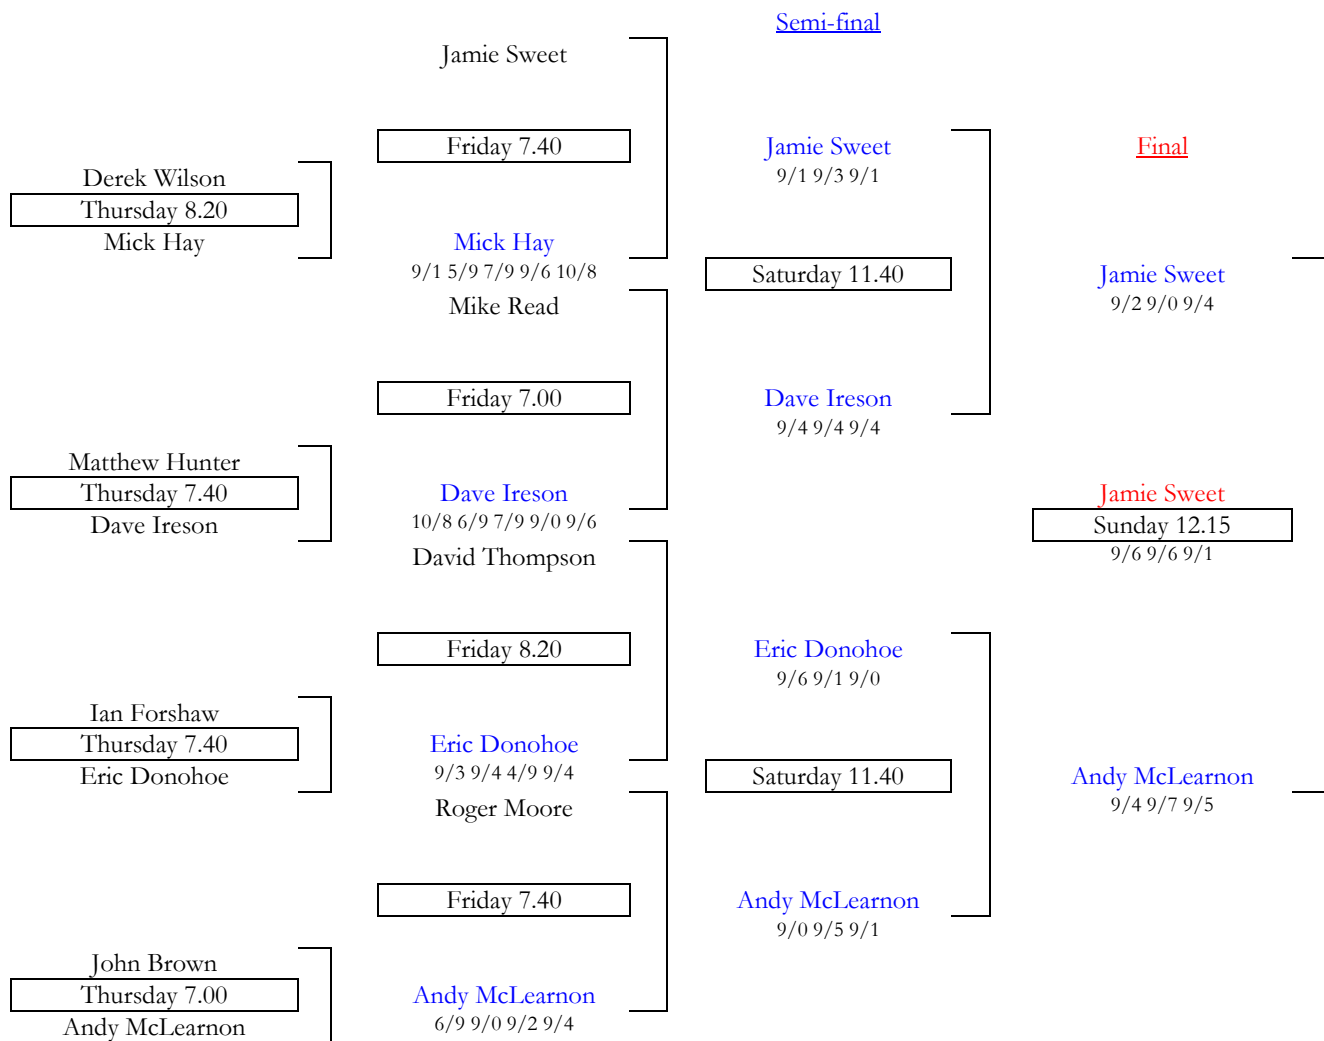 Semi-final
Jamie Sweet
Friday 7.40
Jamie Sweet
9/1 9/3 9/1
Final
Derek Wilson
Thursday 8.20
Mick Hay
Mick Hay
9/1 5/9 7/9 9/6 10/8
Mike Read
Saturday 11.40
Jamie Sweet
9/2 9/0 9/4
Friday 7.00
Dave Ireson
9/4 9/4 9/4
Matthew Hunter
Thursday 7.40
Dave Ireson
Dave Ireson
10/8 6/9 7/9 9/0 9/6
David Thompson
Jamie Sweet
Sunday 12.15
9/6 9/6 9/1
Friday 8.20
Eric Donohoe
9/6 9/1 9/0
Ian Forshaw
Thursday 7.40
Eric Donohoe
Eric Donohoe
9/3 9/4 4/9 9/4
Roger Moore
Saturday 11.40
Andy McLearnon
9/4 9/7 9/5
Friday 7.40
Andy McLearnon
9/0 9/5 9/1
John Brown
Thursday 7.00
Andy McLearnon
Andy McLearnon
6/9 9/0 9/2 9/4